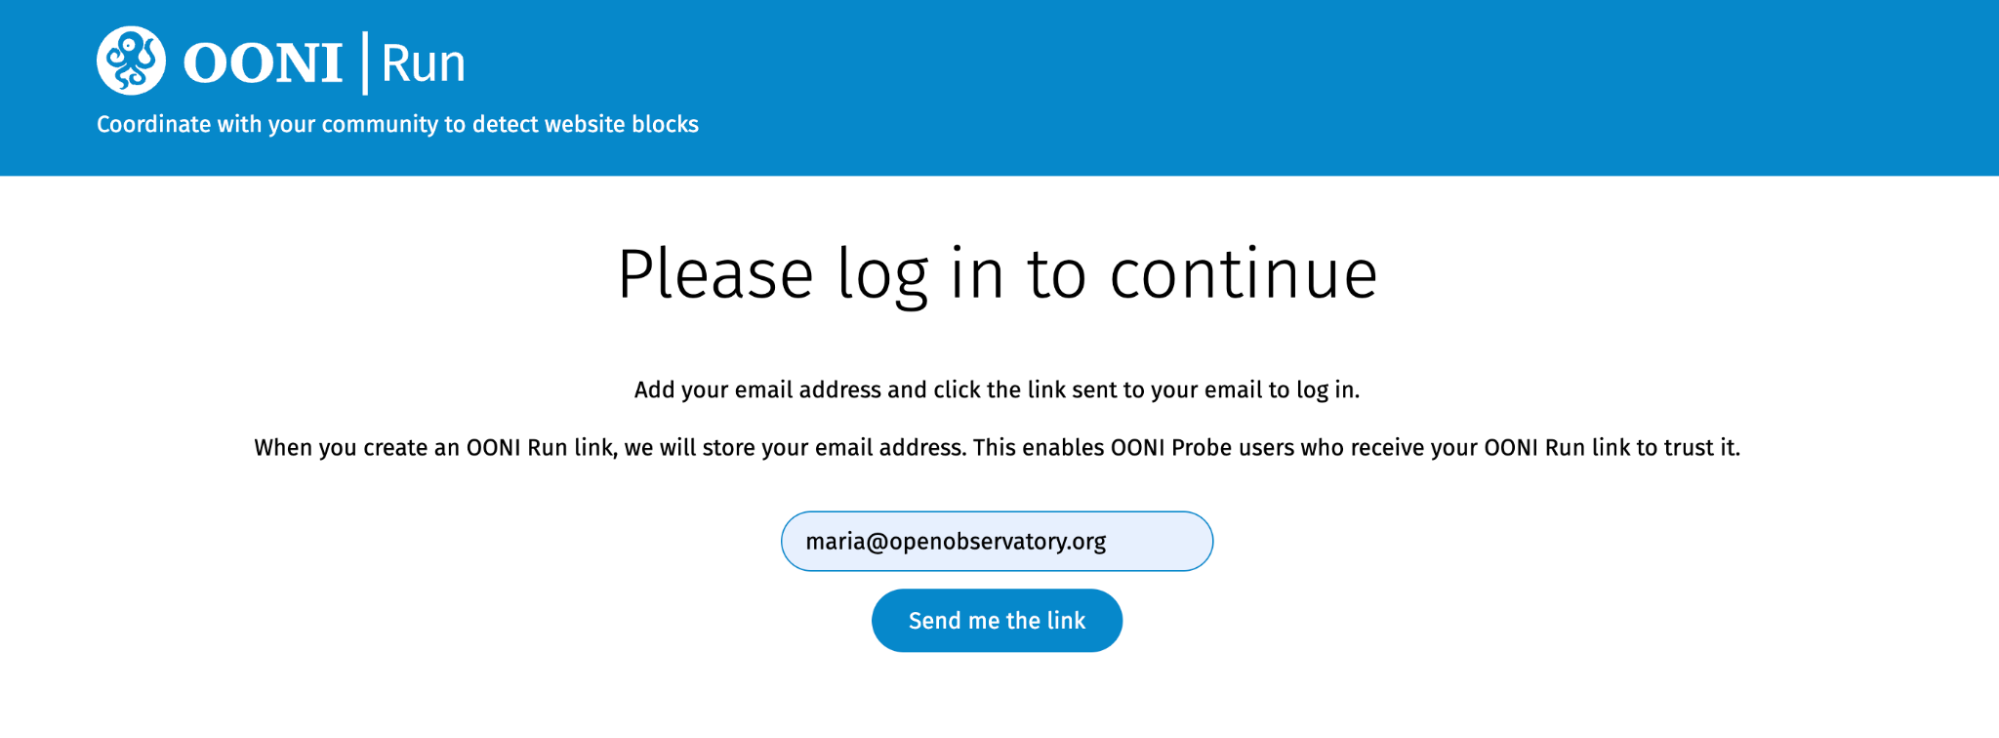 OONI | Run
Coordinate with your community to detect website blocks
Please log in to continue
Add your email address and click the link sent to your email to log in.
When you create an OONI Run link, we will store your email address. This enables OONI Probe users who receive your OONI Run link to trust it.
maria@openobservatory.org
Send me the link